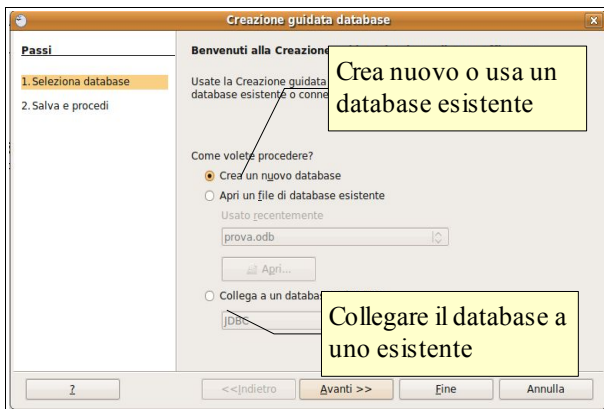 Creazione guidata database
Passi
1. Seleziona database
2. Salva e procedi
Benvenuti alla Creazione
Usate la Creazione guidata
database esistente o conne
Crea nuovo o usa un
database esistente
Come volete procedere?
Crea un nuovo database
Apri un file di database esistente
Usato recentemente
prova.odb
Apri...
Collega a un databas
JDBC
Collegare il database a
uno esistente
?
<<Indietro
Avanti >>
Fine
Annulla